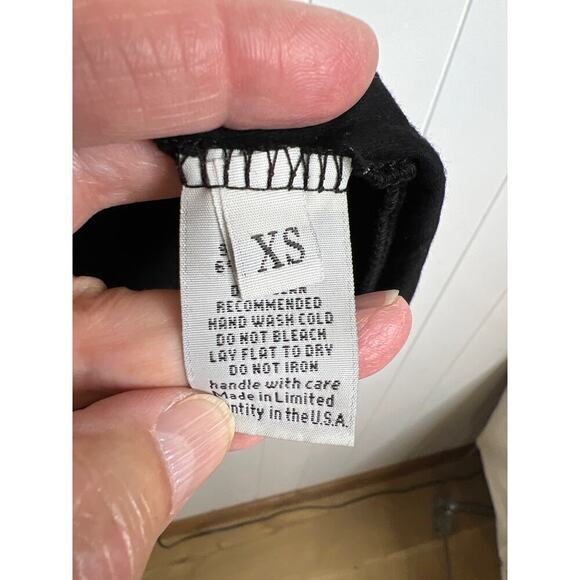 XS
RECOMMENDED
HAND WASH COLD
DO NOT BLEACH
LAY FLAT TO DRY
DO NOT IRON
handle with care
Made in Limited
in the U.S.A.